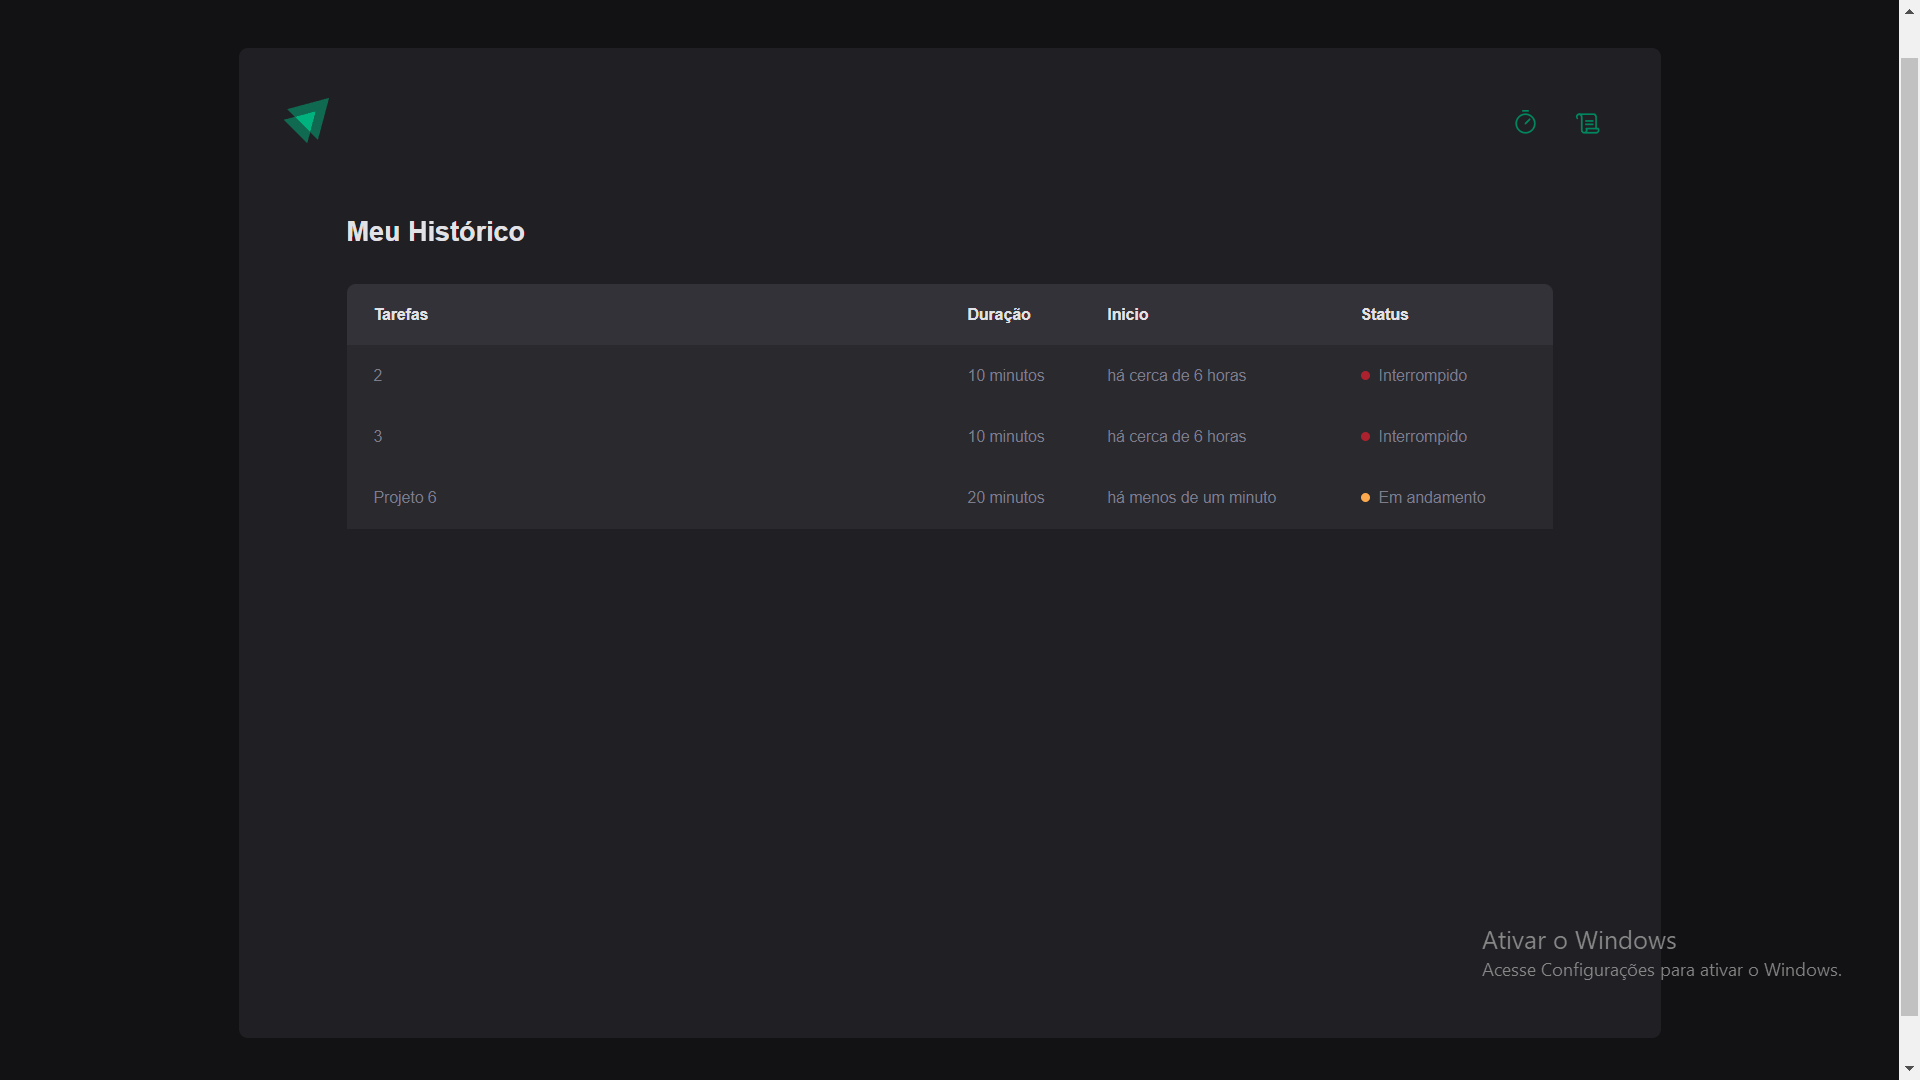 Meu Histórico
Tarefas Duração Inicio Status
2 10 minutos há cerca de 6 horas Interrompido
3 10 minutos há cerca de 6 horas Interrompido
Projeto 6 20 minutos há menos de um minuto Em andamento
Ativar o Windows
Acesse Configurações para ativar o Windows.